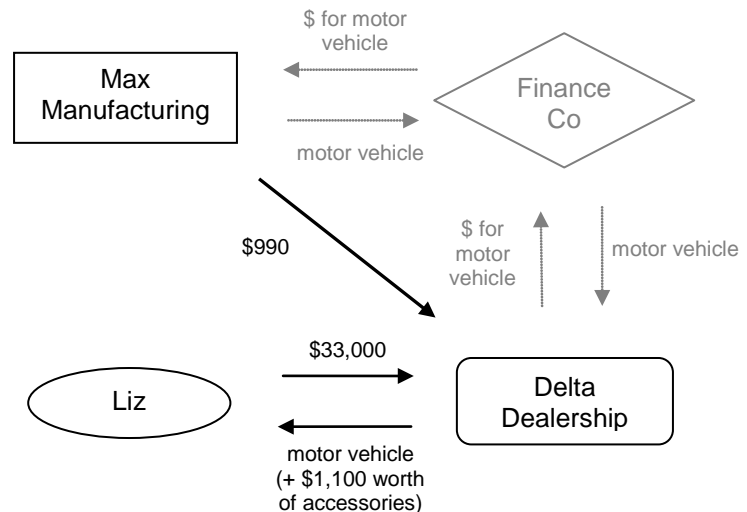 $ for motor
vehicle
Max
Manufacturing
Finance
Co
motor vehicle
$990
$ for
motor
vehicle
motor vehicle
$33,000
Liz
Delta
Dealership
motor vehicle
(+ $1,100 worth
of accessories)